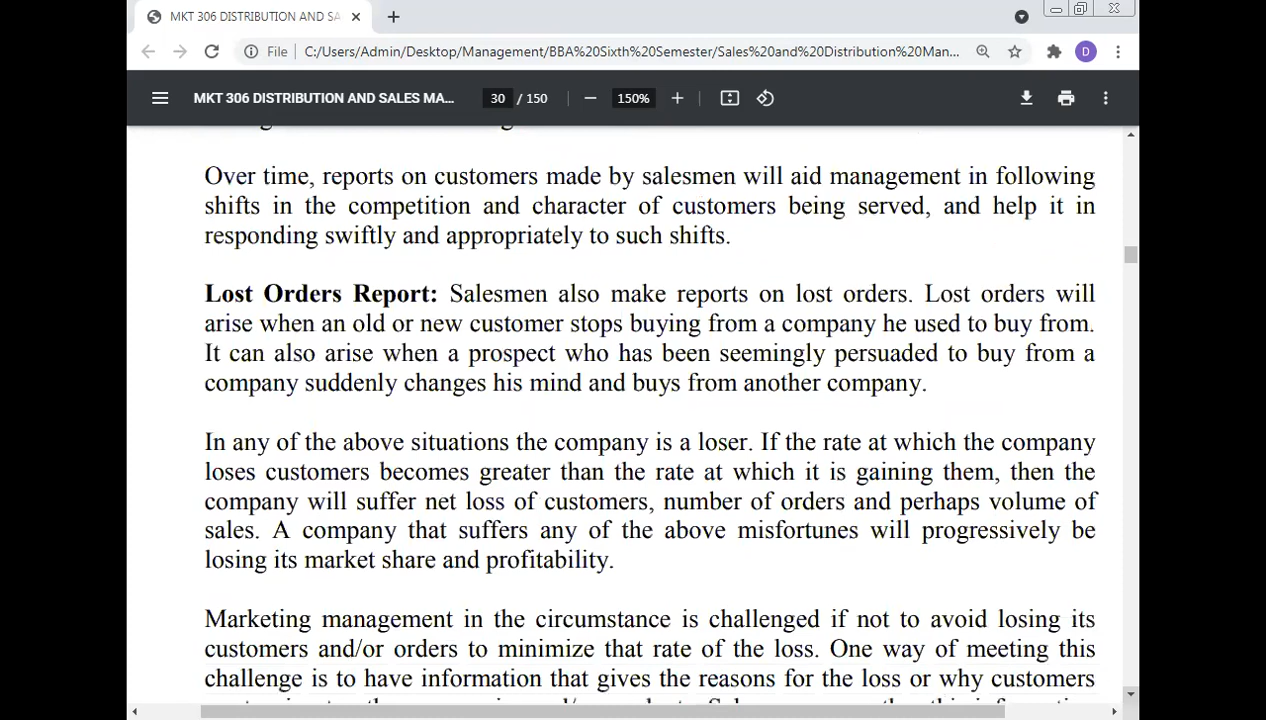 MKT 306 DISTRIBUTION AND SA
File C:/Users/Admin/Desktop/Management/BBA%20Sixth%20Semester/Sales%20and%20Distribution%20Man... D
MKT 306 DISTRIBUTION AND SALES MA... 30 / 150 150%
Over time, reports on customers made by salesmen will aid management in following
shifts in the competition and character of customers being served, and help it in
responding swiftly and appropriately to such shifts.
Lost Orders Report: Salesmen also make reports on lost orders. Lost orders will
arise when an old or new customer stops buying from a company he used to buy from.
It can also arise when a prospect who has been seemingly persuaded to buy from a
company suddenly changes his mind and buys from another company.
In any of the above situations the company is a loser. If the rate at which the company
loses customers becomes greater than the rate at which it is gaining them, then the
company will suffer net loss of customers, number of orders and perhaps volume of
sales. A company that suffers any of the above misfortunes will progressively be
losing its market share and profitability.
Marketing management in the circumstance is challenged if not to avoid losing its
customers and/or orders to minimize that rate of the loss. One way of meeting this
challenge is to have information that gives the reasons for the loss or why customers